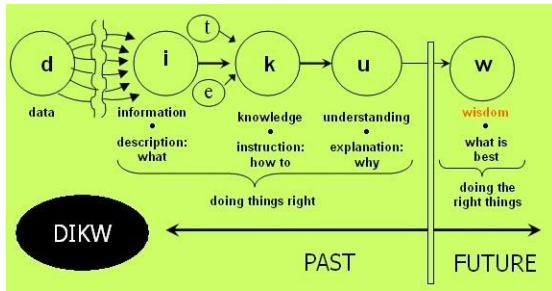 t
d
i
k
u
w
e
data
information
knowledge
understanding
wisdom
•
•
•
•
description:
what
instruction:
how to
explanation:
why
what is
best
doing things right
doing the
right things
DIKW
PAST
FUTURE